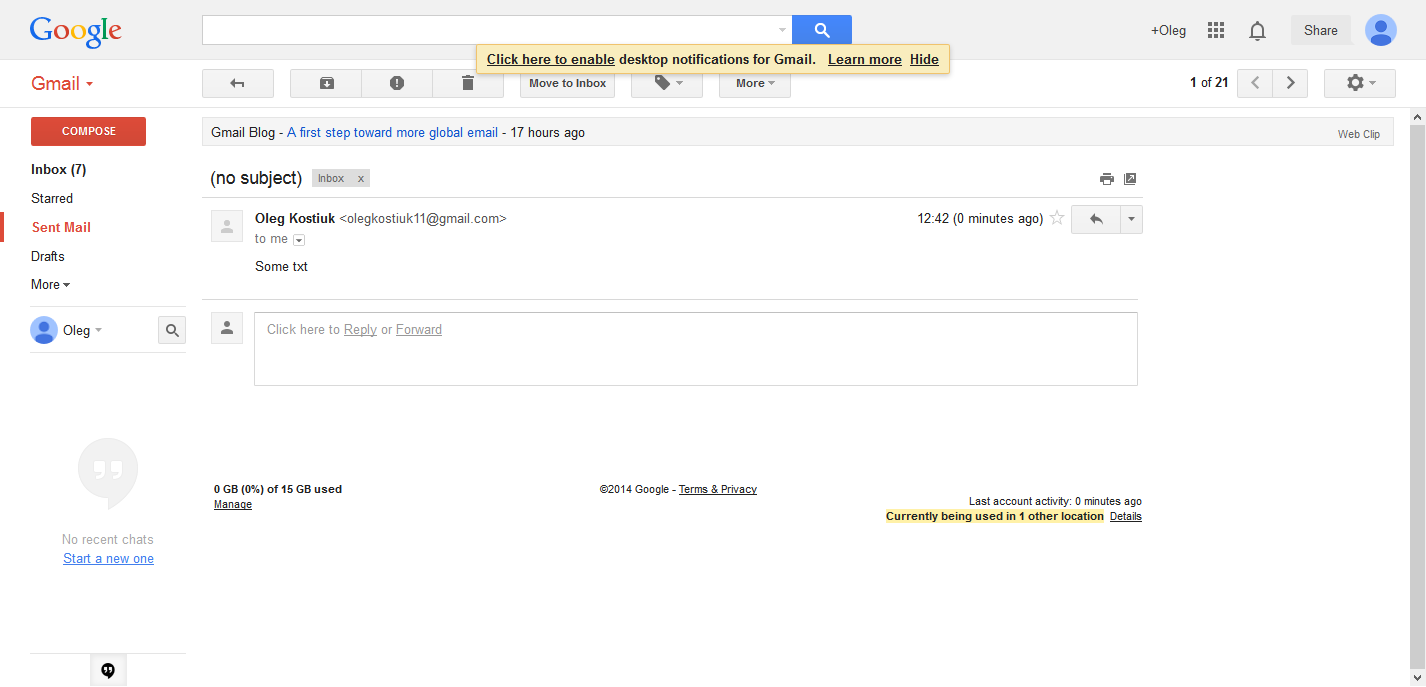 Google
+Oleg
Share
Click here to enable desktop notifications for Gmail. Learn more Hide
Gmail
Move to Inbox
More
1 of 21
COMPOSE
Gmail Blog - A first step toward more global email - 17 hours ago
Web Clip
Inbox (7)
Starred
Sent Mail
Drafts
More
Oleg
(no subject)
Inbox x
Oleg Kostiuk <olegkostiuk11@gmail.com>
12:42 (0 minutes ago)
to me
Some txt
Click here to Reply or Forward
0 GB (0%) of 15 GB used
Manage
©2014 Google - Terms & Privacy
Last account activity: 0 minutes ago
Currently being used in 1 other location Details
No recent chats
Start a new one